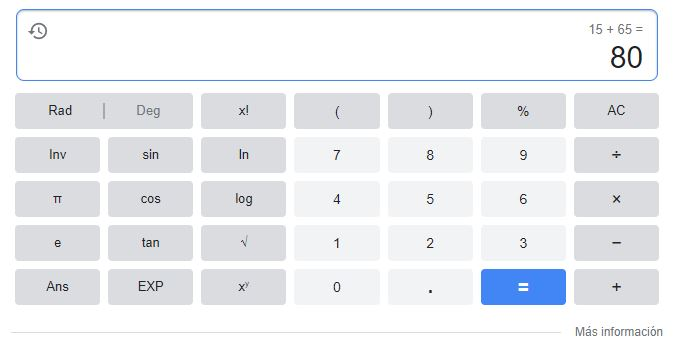 15 + 65 =
80
Rad | Deg x! ( ) % AC
Inv sin ln 7 8 9 ÷
π cos log 4 5 6 ×
e tan √ 1 2 3 −
Ans EXP xʸ 0 . = +
Más información